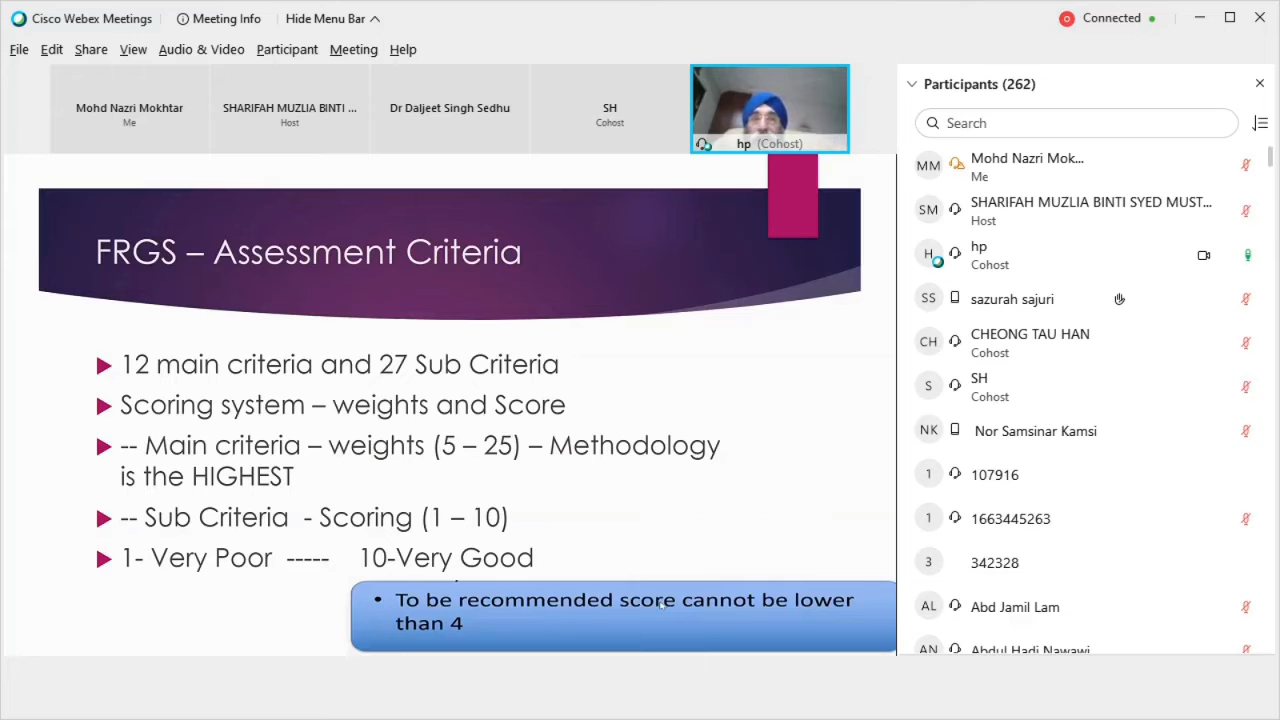 Cisco Webex Meetings
Meeting Info
Hide Menu Bar
Connected
File Edit Share View Audio & Video Participant Meeting Help
Mohd Nazri Mokhtar
Me
SHARIFAH MUZLIA BINTI ...
Host
Dr Daljeet Singh Sedhu
SH
Cohost
hp (Cohost)
FRGS – Assessment Criteria
12 main criteria and 27 Sub Criteria
Scoring system – weights and Score
-- Main criteria – weights (5 – 25) – Methodology
is the HIGHEST
-- Sub Criteria - Scoring (1 – 10)
1- Very Poor ----- 10-Very Good
• To be recommended score cannot be lower
than 4
Participants (262)
Search
MM Mohd Nazri Mok...
Me
SM SHARIFAH MUZLIA BINTI SYED MUST...
Host
H hp
Cohost
SS sazurah sajuri
CH CHEONG TAU HAN
Cohost
S SH
Cohost
NK Nor Samsinar Kamsi
1 107916
1 1663445263
3 342328
AL Abd Jamil Lam
AN Abdul Hadi Nawawi